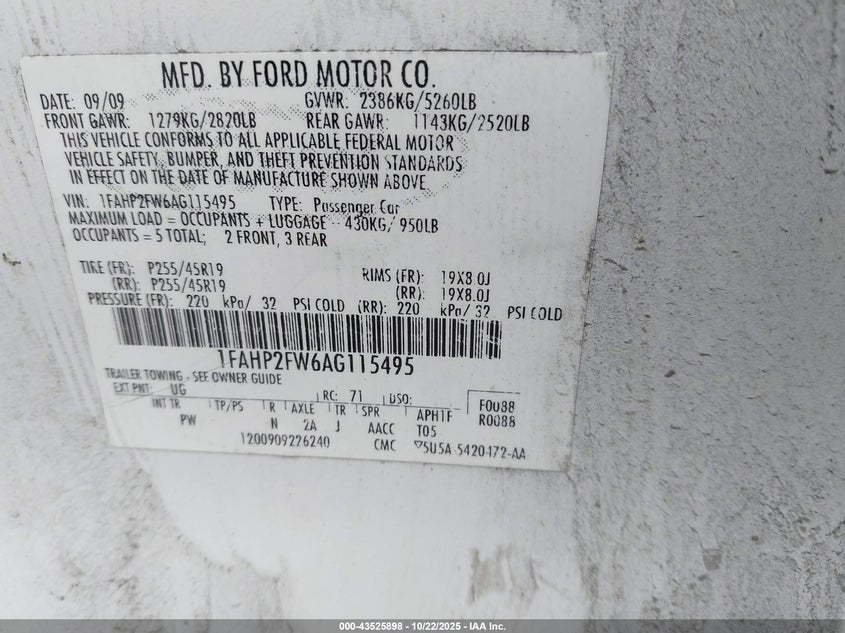 MFD. BY FORD MOTOR CO.
DATE: 09/09 GVWR: 2386KG/5260LB
FRONT GAWR: 1279KG/2820LB REAR GAWR: 1143KG/2520LB
THIS VEHICLE CONFORMS TO ALL APPLICABLE FEDERAL MOTOR
VEHICLE SAFETY, BUMPER, AND THEFT PREVENTION STANDARDS
IN EFFECT ON THE DATE OF MANUFACTURE SHOWN ABOVE.
VIN: 1FAHP2FW6AG115495 TYPE: Passenger Car
MAXIMUM LOAD = OCCUPANTS + LUGGAGE - 430KG/ 950LB
OCCUPANTS = 5 TOTAL; 2 FRONT, 3 REAR
TIRE (FR): P255/45R19 RIMS (FR): 19X8.0J
(RR): P255/45R19 (RR): 19X8.0J
PRESSURE (FR): 220 kPa/ 32 PSI COLD (RR): 220 kPa/ 32 PSI COLD
1FAHP2FW6AG115495
TRAILER TOWING - SEE OWNER GUIDE
EXT PNT: UG RC: 71 DSO: F0088
INT TR TP/PS R AXLE TR SPR APH1F R0088
PW N 2A J AACC T05
1200909226240 CMC 5U5A-5420472-AA
000-43525898 - 10/22/2025 - IAA Inc.